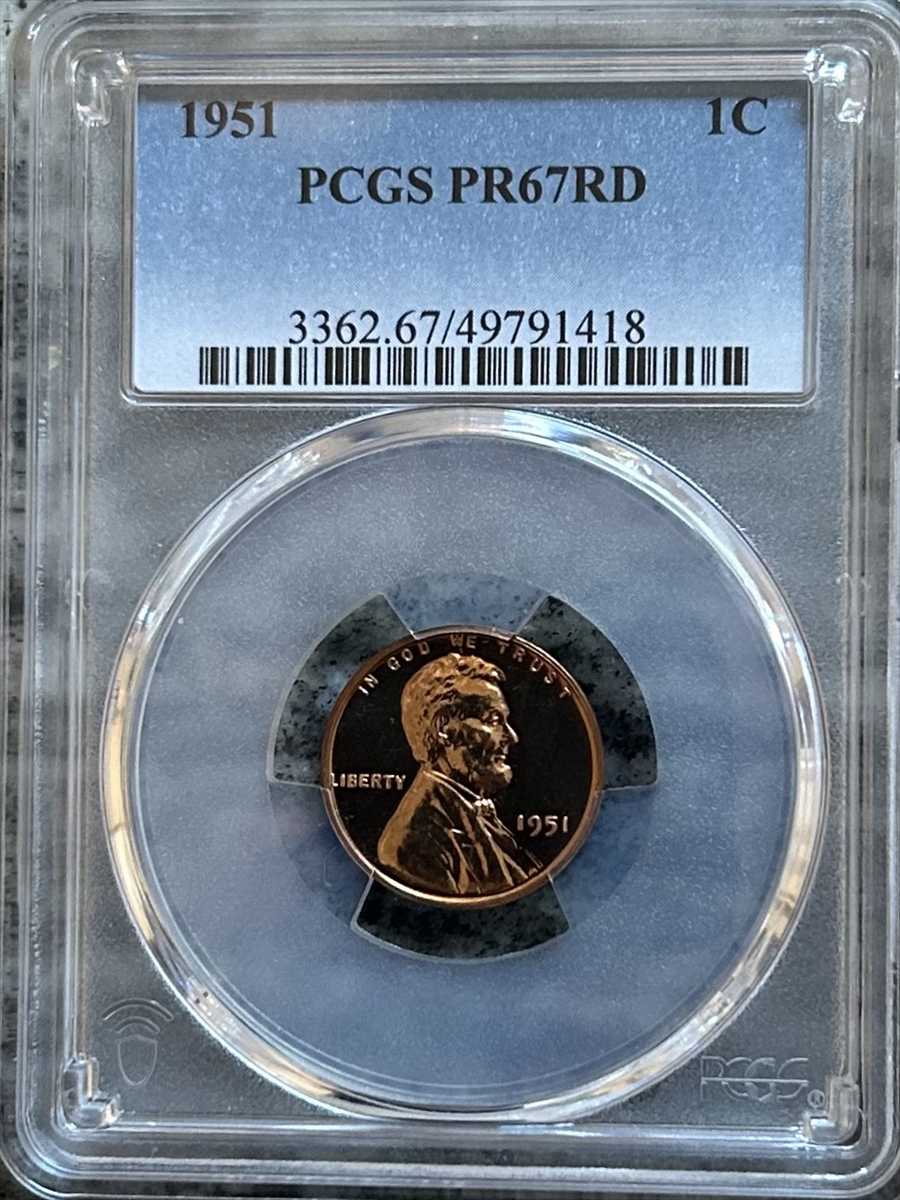 1951 1C
PCGS PR67RD
3362.67/49791418
IN GOD WE TRUST
LIBERTY
1951
PCGS